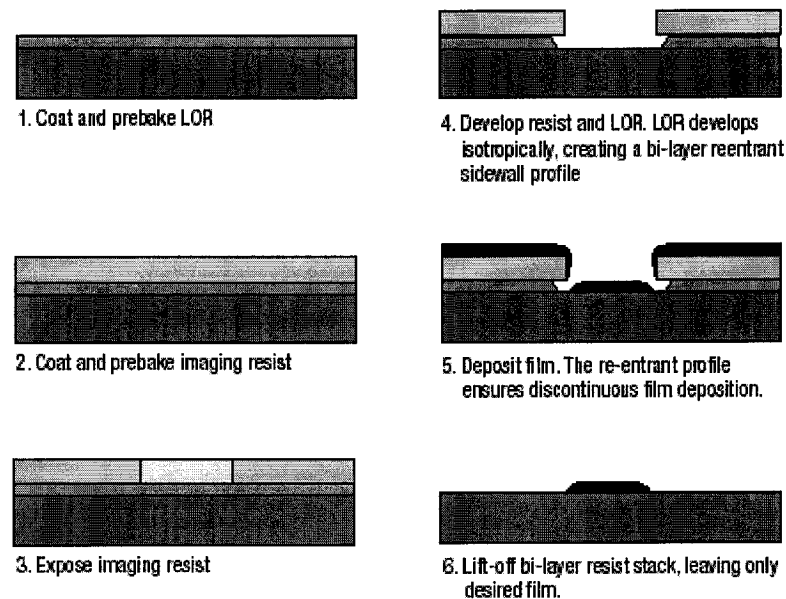 1. Coat and prebake LOR
2. Coat and prebake imaging resist
3. Expose imaging resist
4. Develop resist and LOR. LOR develops
isotropically, creating a bi-layer reentrant
sidewall profile
5. Deposit film. The re-entrant profile
ensures discontinuous film deposition.
6. Lift-off bi-layer resist stack, leaving only
desired film.